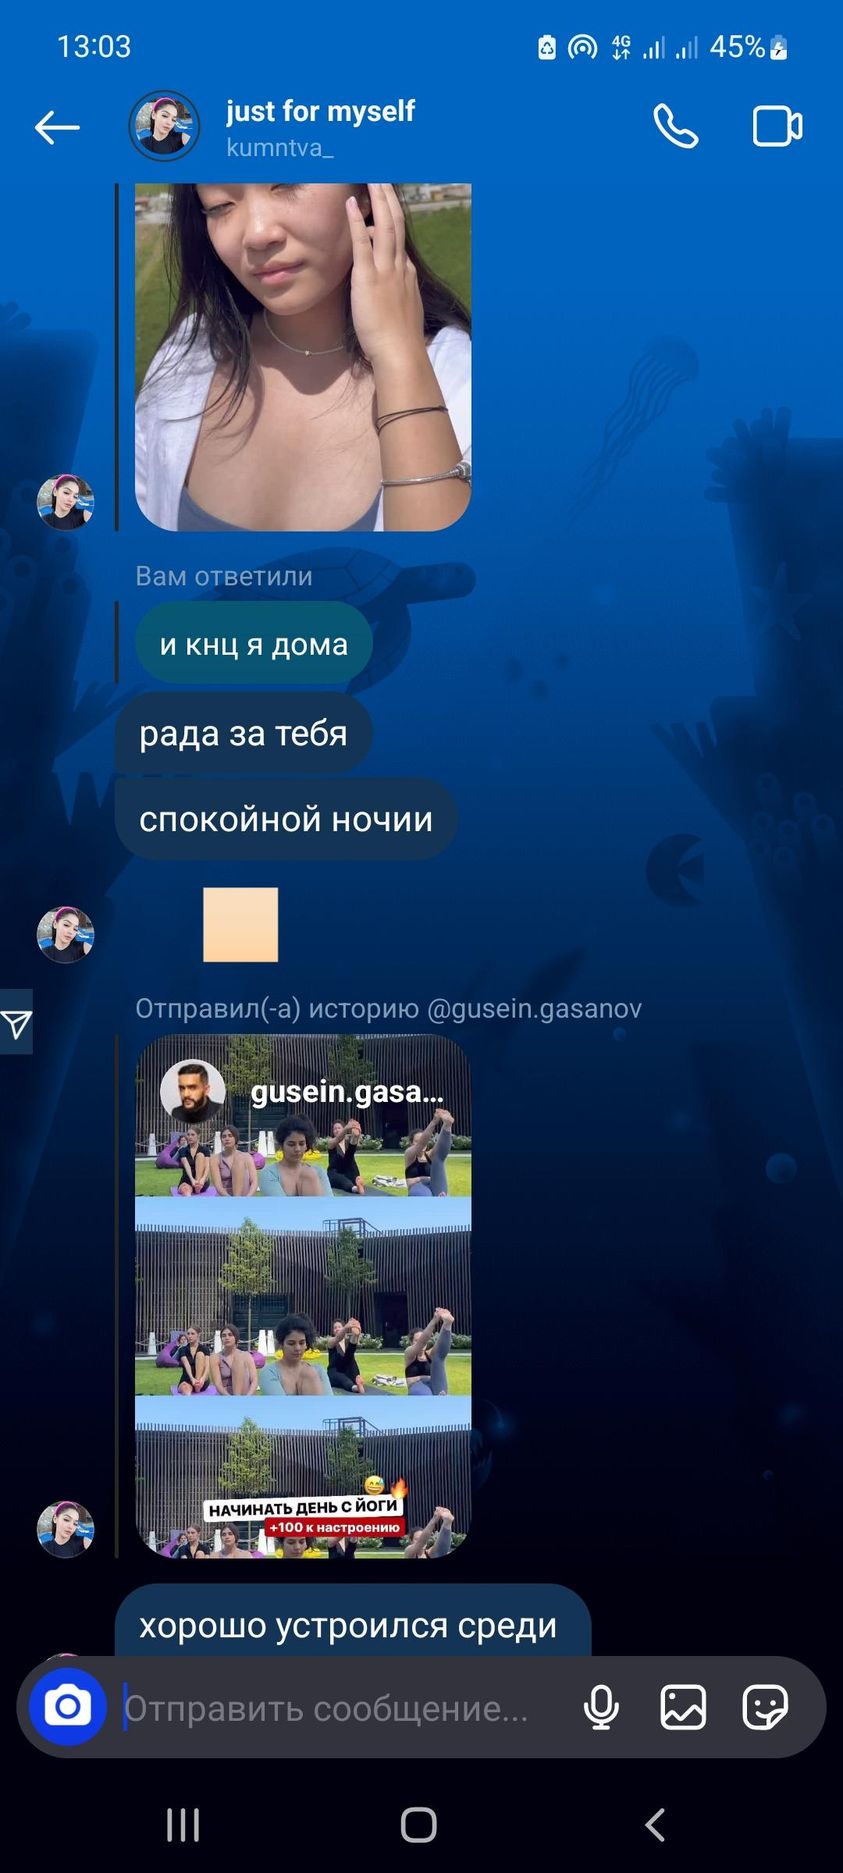 13:03
4G
45%
just for myself
kumntva_
Вам ответили
и кнц я дома
рада за тебя
спокойной ночии
Отправил(-а) историю @gusein.gasanov
gusein.gasa...
НАЧИНАТЬ ДЕНЬ С ЙОГИ
+100 к настроению
хорошо устроился среди
Отправить сообщение...